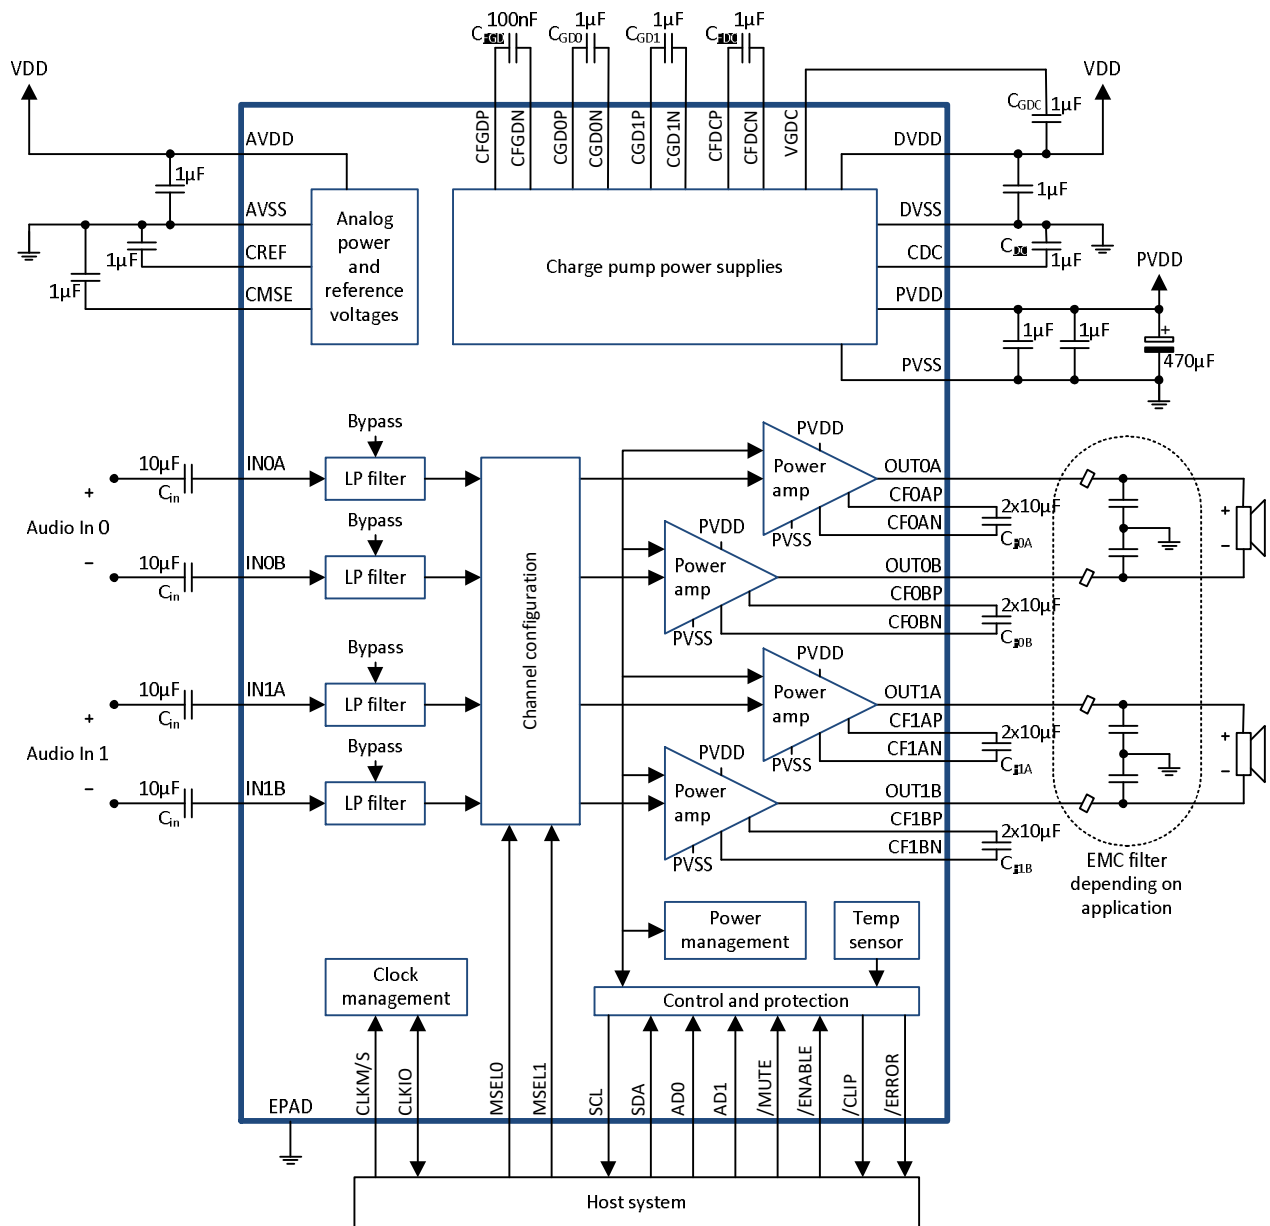 100nF
1µF
1µF
1µF
CFGD
CGD0
CGD1
CFDC
VDD
VDD
CGDC
1µF
CFGDP
CFGDN
CGD0P
CGD0N
CGD1P
CGD1N
CFDCP
CFDCN
VGDC
AVDD
DVDD
1µF
1µF
AVSS
DVSS
Analog
power
and
reference
voltages
Charge pump power supplies
CREF
CDC
CDC
1µF
1µF
PVDD
CMSE
1µF
PVDD
1µF
1µF
+
470µF
PVSS
Bypass
PVDD
10µF
IN0A
LP filter
Power
amp
OUT0A
Cin
CF0AP
2x10µF
+
CF0AN
+
Audio In 0
PVSS
Bypass
PVDD
–
–
10µF
IN0B
LP filter
Power
amp
OUT0B
Cin
CF0BP
2x10µF
CF0BN
PVSS
Channel configuration
Bypass
PVDD
10µF
IN1A
LP filter
Power
amp
OUT1A
Cin
CF1AP
2x10µF
+
CF1AN
+
Audio In 1
PVSS
Bypass
PVDD
–
–
10µF
IN1B
LP filter
Power
amp
OUT1B
Cin
CF1BP
2x10µF
CF1BN
PVSS
EMC filter
depending on
application
Power
management
Temp
sensor
Clock
management
Control and protection
EPAD
CLKM/S
CLKIO
MSEL0
MSEL1
SCL
SDA
AD0
AD1
/MUTE
/ENABLE
/CLIP
/ERROR
Host system